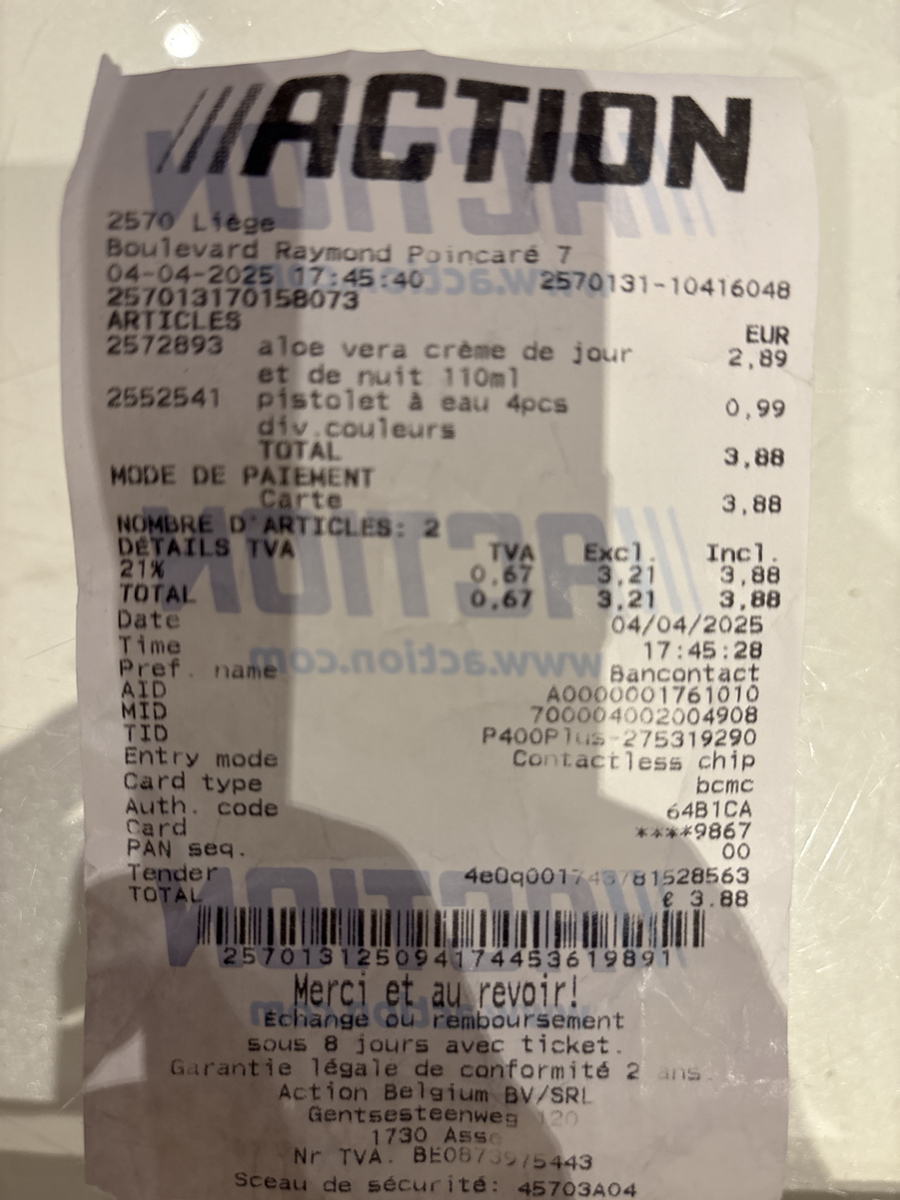 ///ACTION
2570 Liège
Boulevard Raymond Poincaré 7
04-04-2025 17:45:40 2570131-10416048
257013170158073
ARTICLES EUR
2572893 aloe vera crème de jour 2,89
et de nuit 110ml
2552541 pistolet à eau 4pcs 0,99
div.couleurs
TOTAL 3,88
MODE DE PAIEMENT
Carte 3,88
NOMBRE D'ARTICLES: 2
DÉTAILS TVA TVA Excl. Incl.
21% 0,67 3,21 3,88
TOTAL 0,67 3,21 3,88
Date 04/04/2025
Time 17:45:28
Pref. name Bancontact
AID A0000001761010
MID 700004002004908
TID P400Plus-275319290
Entry mode Contactless chip
Card type bcmc
Auth. code 64B1CA
Card ****9867
PAN seq. 00
Tender 4e0q001743781528563
TOTAL € 3.88
257013125094174453619891
Merci et au revoir!
Echange ou remboursement
sous 8 jours avec ticket.
Garantie légale de conformité 2 ans.
Action Belgium BV/SRL
Gentsesteenweg 120
1730 Asse
Nr TVA. BE0873975443
Sceau de sécurité: 45703A04